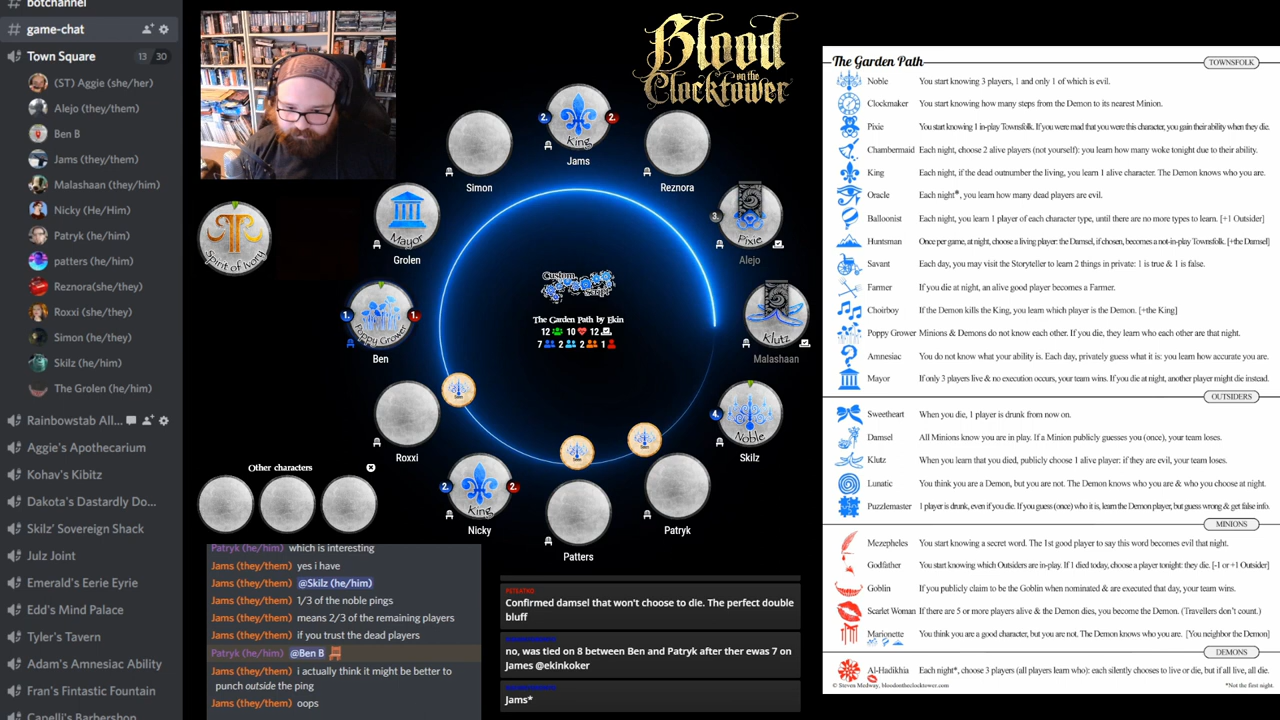 botchannel
game-chat
Town Square
13 30
(ST) Aggie (she/her)
Alejo (they/them)
Ben B
Jams (they/them)
Malashaan (they/him)
Nicky (He/Him)
Patryk (he/him)
patters (he/him)
Reznora(she/they)
Roxxi (she/they)
Simon (he/they)
Skilz (he/him)
The Grolen (he/him)
Rainbowstab All...
Aggie's Apothecarium
Kohav's Kibitz
Dakota's Dastardly Do...
Skilz' Sovereign Shack
Julz Joint
Emerald's Eerie Eyrie
Edd's Mind Palace
Tyler's Tavern
Adam's Amnesiac Ability
Fran's Fintastic Fountain
Capelli's Barbershop
Blood
on the
Clocktower
2. King 2.
Jams
Simon
Reznora
Mayor
Grolen
3. Pixie
Alejo
Spirit of Ivory
1. Poppy Grower 1.
Ben
Klutz
Malashaan
Custom
Script
The Garden Path by Ekin
12 10 12
7 2 2 1
Roxxi
4. Noble
Skilz
Other characters
2. King 2.
Nicky
Patters
Patryk
Patryk (he/him) which is interesting
Jams (they/them) yes i have
Jams (they/them) @Skilz (he/him)
Jams (they/them) 1/3 of the noble pings
Jams (they/them) means 2/3 of the remaining players
Jams (they/them) if you trust the dead players
Patryk (he/him) @Ben B
Jams (they/them) i actually think it might be better to
punch outside the ping
Jams (they/them) oops
Confirmed damsel that won't choose to die. The perfect double
bluff
no, was tied on 8 between Ben and Patryk after ther ewas 7 on
James @ekinkoker
Jams*
The Garden Path
TOWNSFOLK
Noble You start knowing 3 players, 1 and only 1 of which is evil.
Clockmaker You start knowing how many steps from the Demon to its nearest Minion.
Pixie You start knowing 1 in-play Townsfolk. If you were mad that you were this character, you gain their ability when they die.
Chambermaid Each night, choose 2 alive players (not yourself): you learn how many woke tonight due to their ability.
King Each night, if the dead outnumber the living, you learn 1 alive character. The Demon knows who you are.
Oracle Each night*, you learn how many dead players are evil.
Balloonist Each night, you learn 1 player of each character type, until there are no more types to learn. [+1 Outsider]
Huntsman Once per game, at night, choose a living player: the Damsel, if chosen, becomes a not-in-play Townsfolk. [+the Damsel]
Savant Each day, you may visit the Storyteller to learn 2 things in private: 1 is true & 1 is false.
Farmer If you die at night, an alive good player becomes a Farmer.
Choirboy If the Demon kills the King, you learn which player is the Demon. [+the King]
Poppy Grower Minions & Demons do not know each other. If you die, they learn who each other are that night.
Amnesiac You do not know what your ability is. Each day, privately guess what it is: you learn how accurate you are.
Mayor If only 3 players live & no execution occurs, your team wins. If you die at night, another player might die instead.
OUTSIDERS
Sweetheart When you die, 1 player is drunk from now on.
Damsel All Minions know you are in play. If a Minion publicly guesses you (once), your team loses.
Klutz When you learn that you died, publicly choose 1 alive player: if they are evil, your team loses.
Lunatic You think you are a Demon, but you are not. The Demon knows who you are & who you choose at night.
Puzzlemaster 1 player is drunk, even if you die. If you guess (once) who it is, learn the Demon player, but guess wrong & get false info.
MINIONS
Mezepheles You start knowing a secret word. The 1st good player to say this word becomes evil that night.
Godfather You start knowing which Outsiders are in-play. If 1 died today, choose a player tonight: they die. [-1 or +1 Outsider]
Goblin If you publicly claim to be the Goblin when nominated & are executed that day, your team wins.
Scarlet Woman If there are 5 or more players alive & the Demon dies, you become the Demon. (Travellers don't count.)
Marionette You think you are a good character, but you are not. The Demon knows who you are. [You neighbor the Demon]
DEMONS
Al-Hadikhia Each night*, choose 3 players (all players learn who): each silently chooses to live or die, but if all live, all die.
© Steven Medway, bloodontheclocktower.com
*Not the first night.